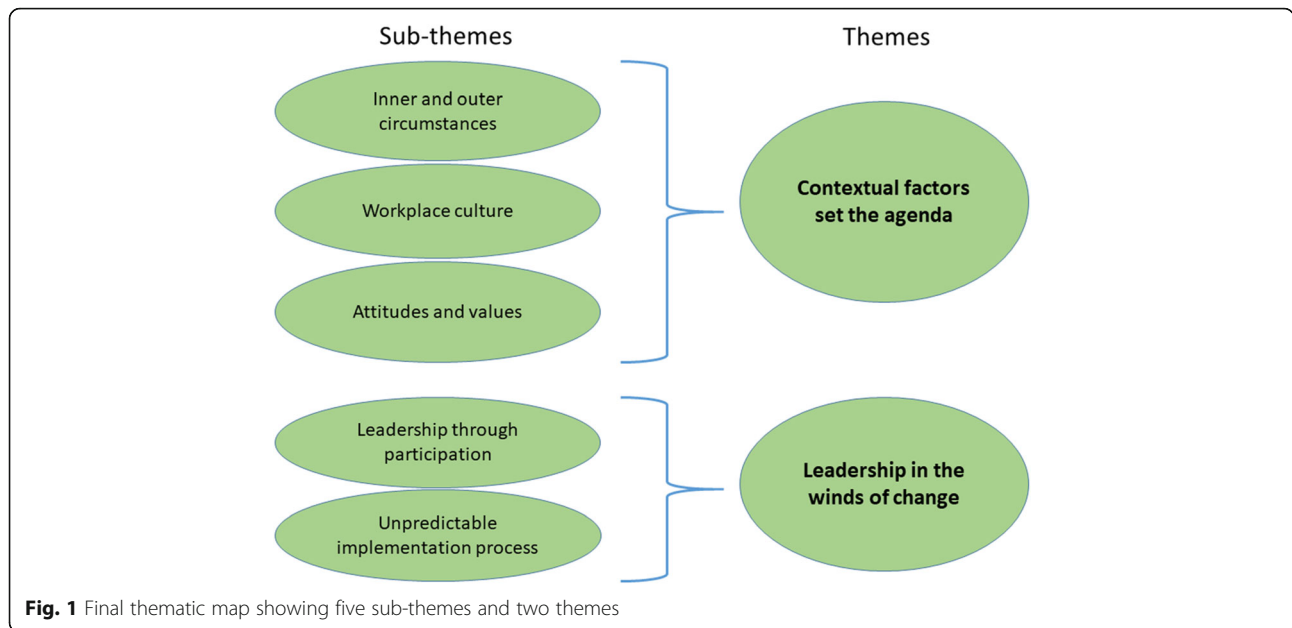 Sub-themes
Themes
Inner and outer
circumstances
Workplace culture
Attitudes and values
Contextual factors
set the agenda
Leadership through
participation
Unpredictable
implementation process
Leadership in the
winds of change
Fig. 1 Final thematic map showing five sub-themes and two themes